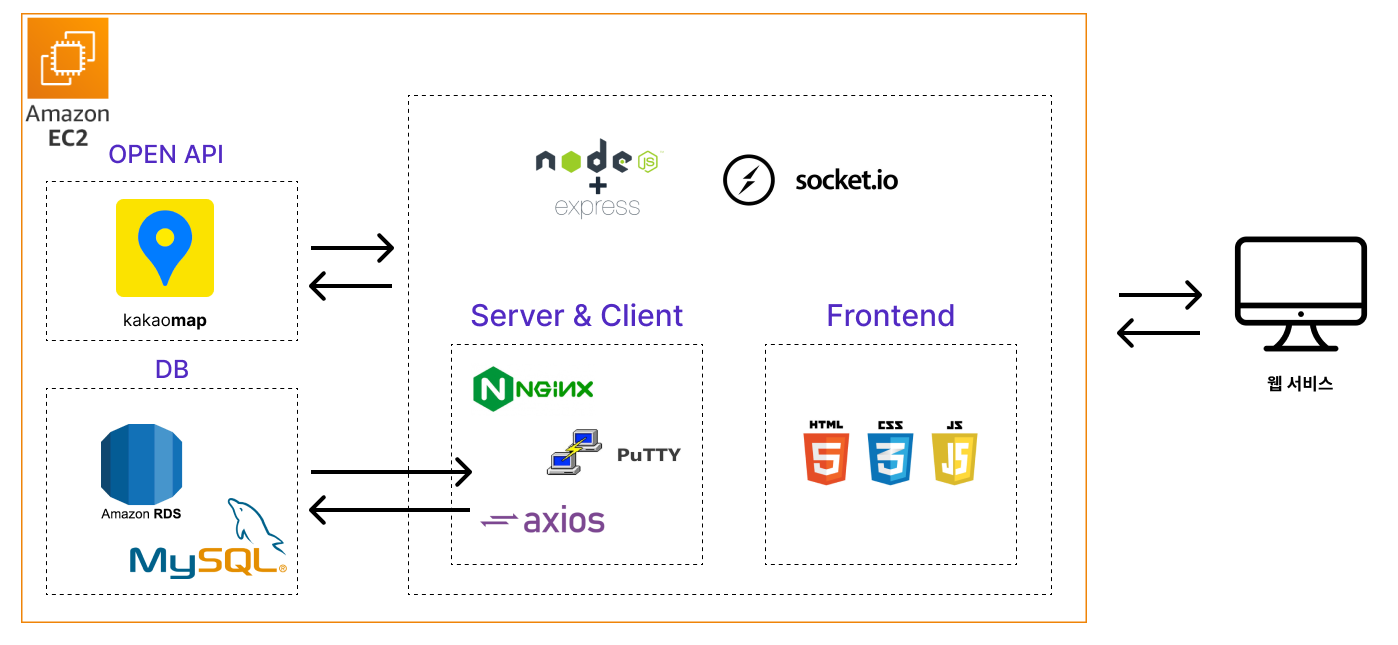 Amazon
EC2
OPEN API
kakaomap
DB
Amazon RDS
MySQL®
node JS™
+
express
socket.io
Server & Client
NGINX
PuTTY
axios
Frontend
HTML CSS JS
5 3 JS
웹 서비스